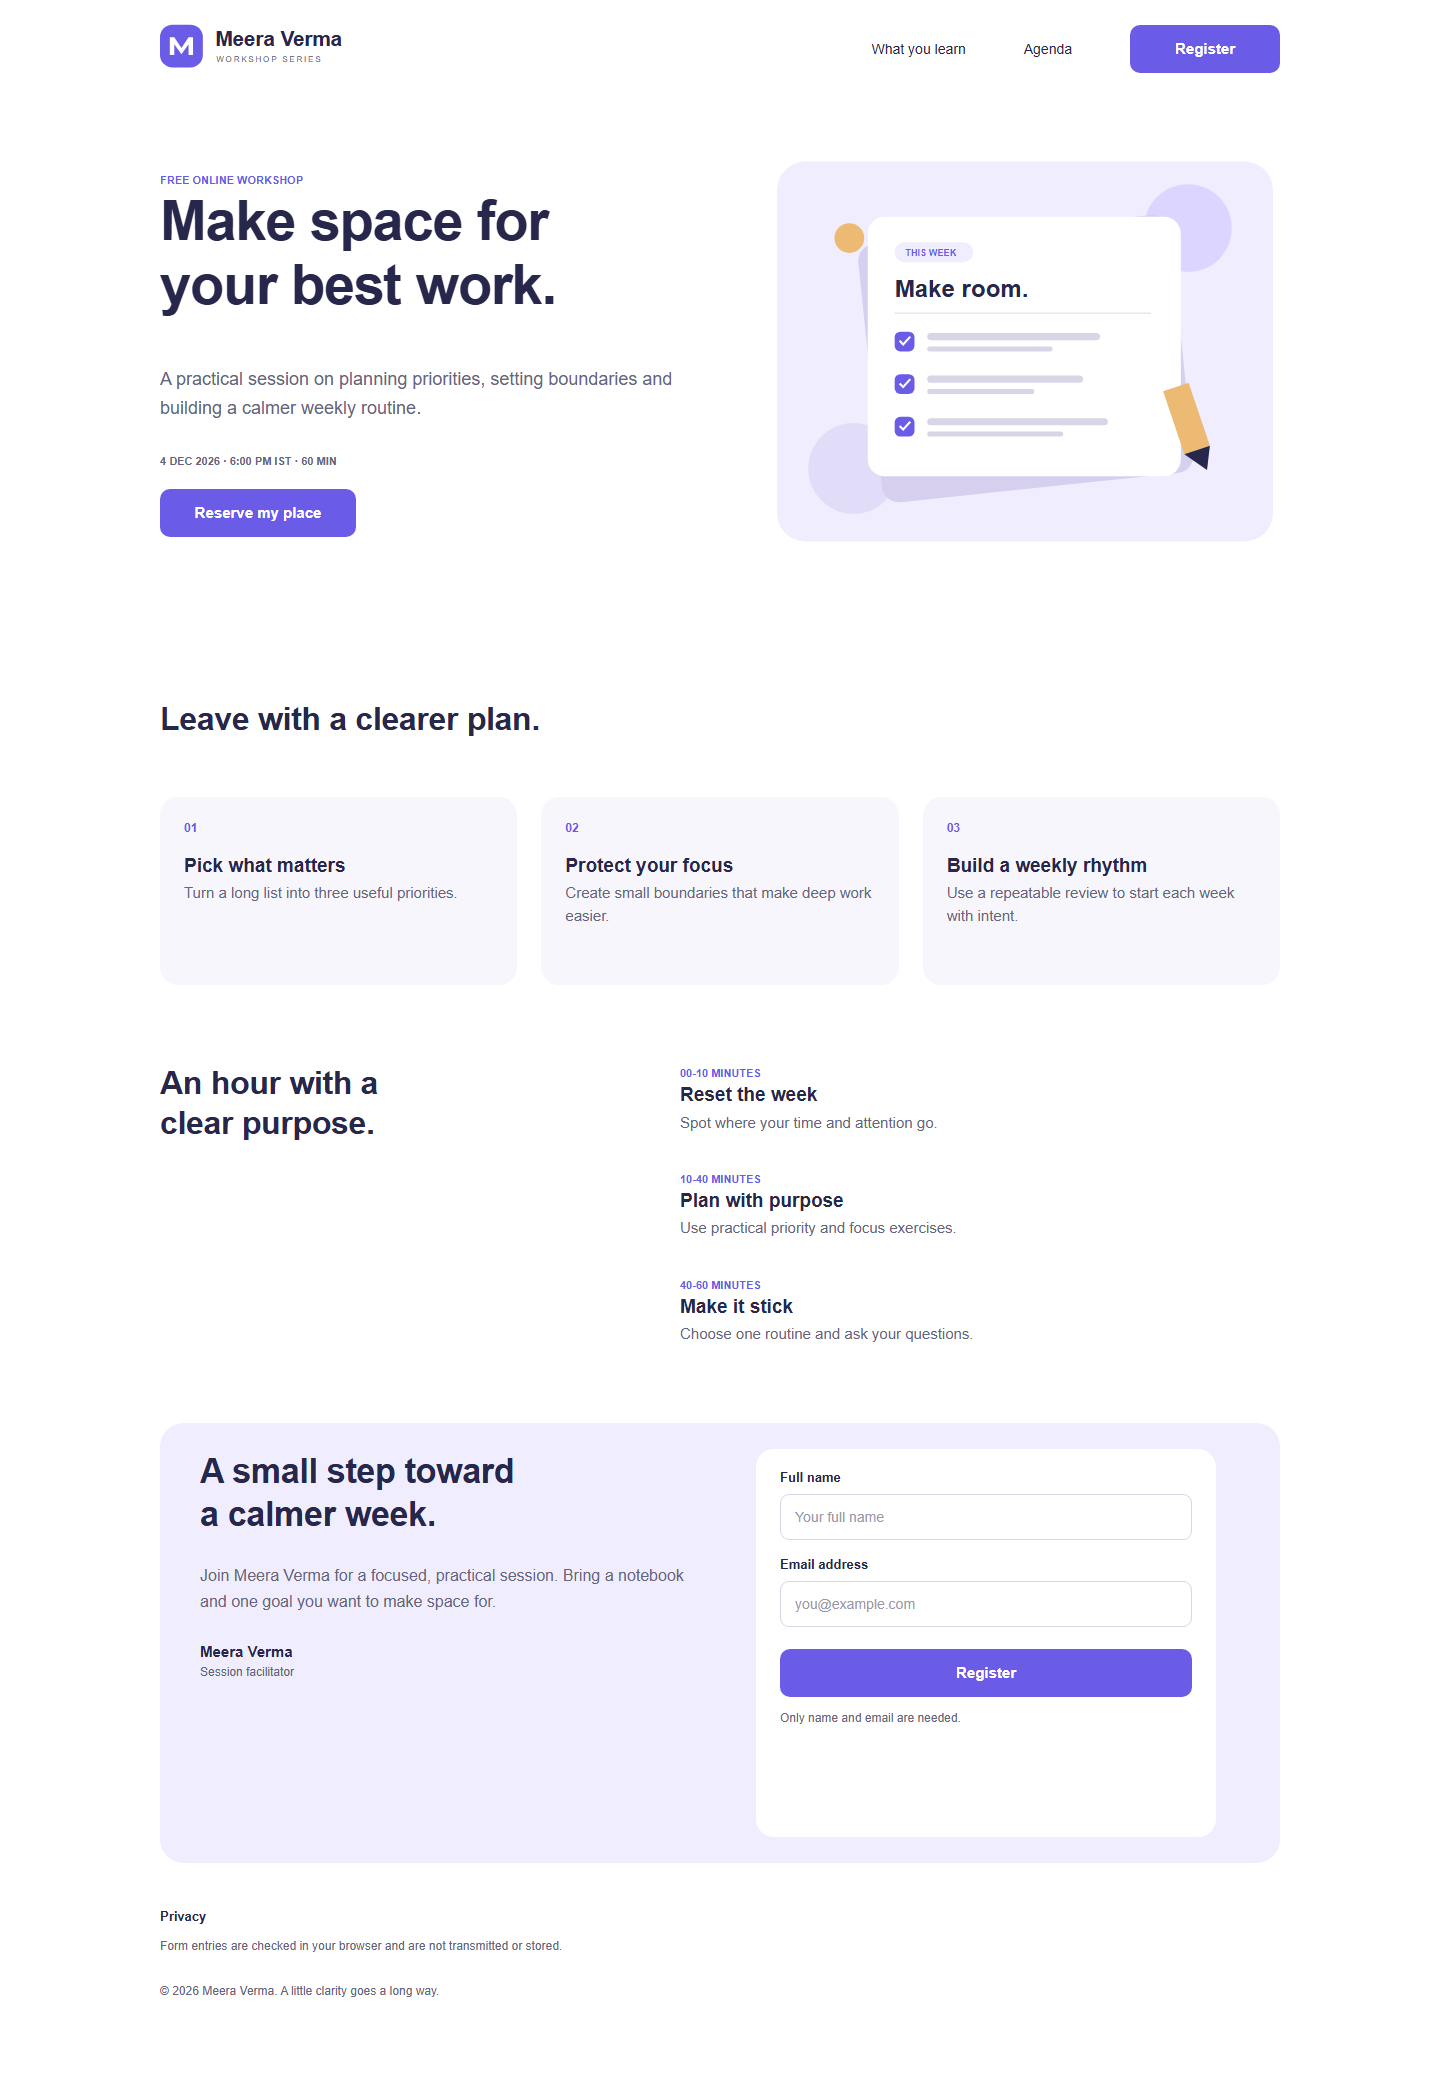 Meera Verma
WORKSHOP SERIES
What you learn
Agenda
Register
FREE ONLINE WORKSHOP
Make space for
your best work.
A practical session on planning priorities, setting boundaries and
building a calmer weekly routine.
4 DEC 2026 · 6:00 PM IST · 60 MIN
Reserve my place
THIS WEEK
Make room.
Leave with a clearer plan.
01
Pick what matters
Turn a long list into three useful priorities.
02
Protect your focus
Create small boundaries that make deep work
easier.
03
Build a weekly rhythm
Use a repeatable review to start each week
with intent.
An hour with a
clear purpose.
00-10 MINUTES
Reset the week
Spot where your time and attention go.
10-40 MINUTES
Plan with purpose
Use practical priority and focus exercises.
40-60 MINUTES
Make it stick
Choose one routine and ask your questions.
A small step toward
a calmer week.
Join Meera Verma for a focused, practical session. Bring a notebook
and one goal you want to make space for.
Meera Verma
Session facilitator
Full name
Your full name
Email address
you@example.com
Register
Only name and email are needed.
Privacy
Form entries are checked in your browser and are not transmitted or stored.
© 2026 Meera Verma. A little clarity goes a long way.